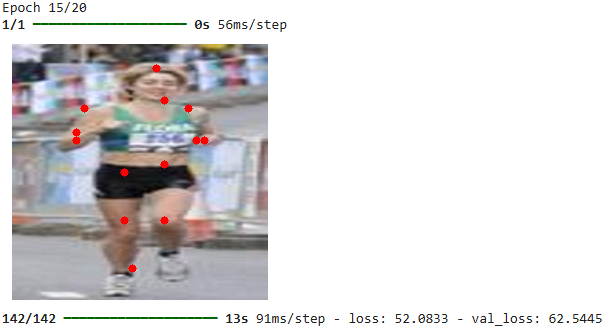 Epoch 15/20
1/1 ━━━━━━━━━━━━━━━━━━━━ 0s 56ms/step
142/142 ━━━━━━━━━━━━━━━━━━━━ 13s 91ms/step - loss: 52.0833 - val_loss: 62.5445